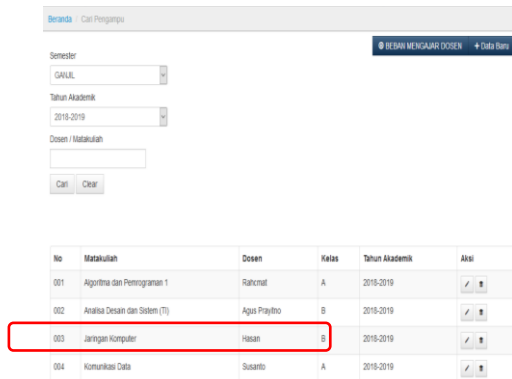 Beranda / Cari Pengampu
BEBAN MENGAJAR DOSEN + Data Baru
Semester
GANJIL
Tahun Akademik
2018-2019
Dosen / Matakuliah
Cari Clear
No Matakuliah Dosen Kelas Tahun Akademik Aksi
001 Algoritma dan Pemrograman 1 Rahcmat A 2018-2019
002 Analisa Desain dan Sistem (TI) Agus Prayitno B 2018-2019
003 Jaringan Komputer Hasan B 2018-2019
004 Komunikasi Data Susanto A 2018-2019